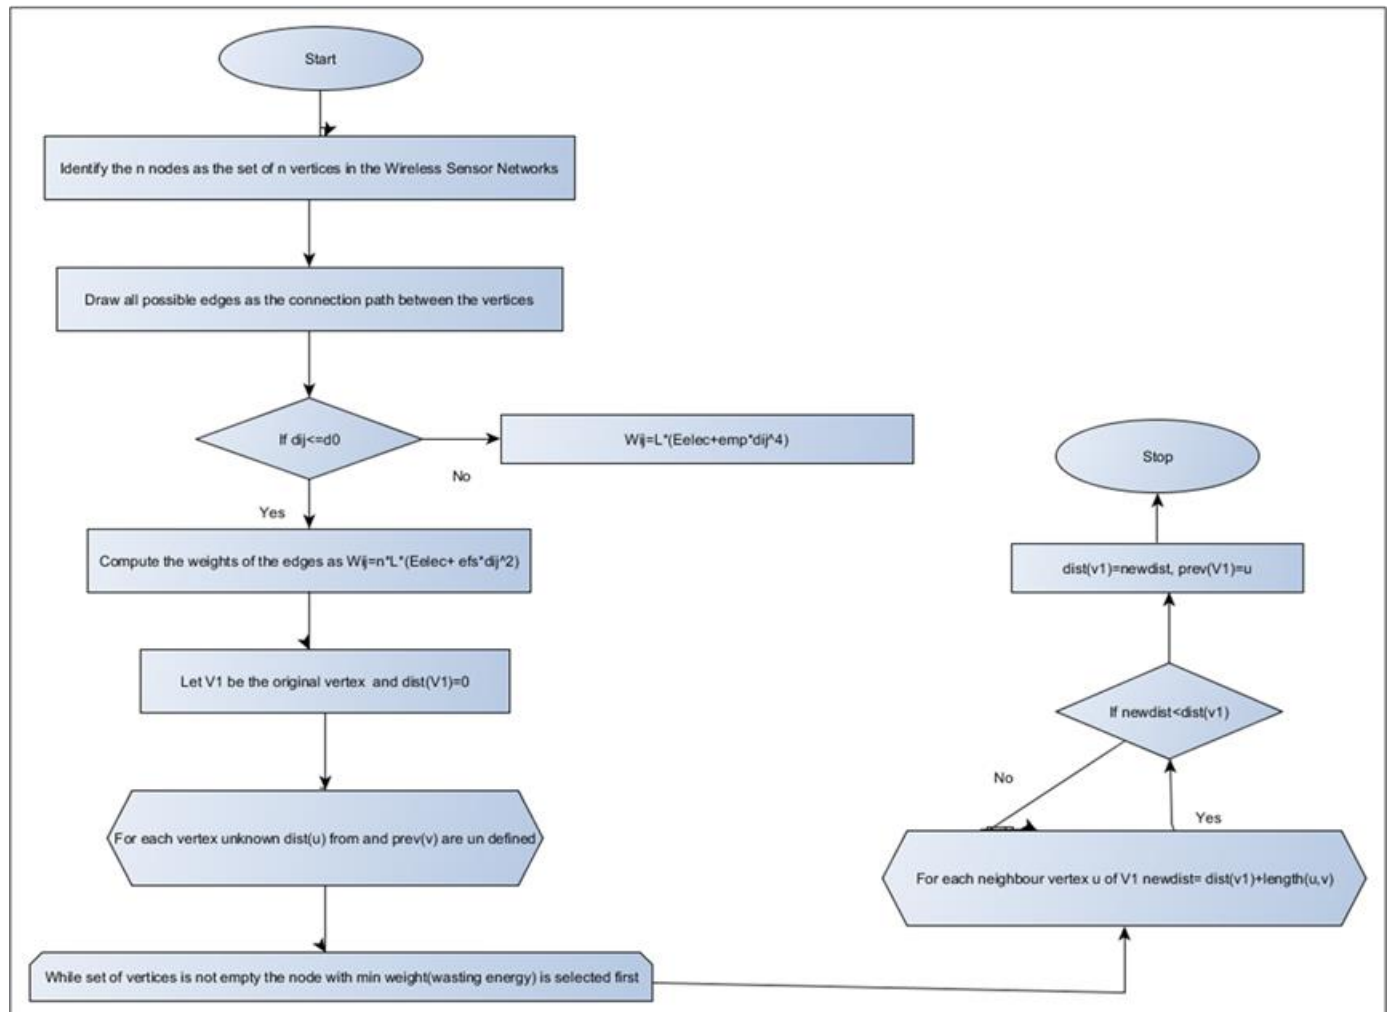 Start
Identify the n nodes as the set of n vertices in the Wireless Sensor Networks
Draw all possible edges as the connection path between the vertices
If dij<=d0
No
Wij=L*(Eelec+emp*dij^4)
Yes
Compute the weights of the edges as Wij=n*L*(Eelec+ efs*dij^2)
Let V1 be the original vertex and dist(V1)=0
For each vertex unknown dist(u) from and prev(v) are un defined
While set of vertices is not empty the node with min weight(wasting energy) is selected first
For each neighbour vertex u of V1 newdist= dist(v1)+length(u,v)
Yes
No
If newdist<dist(v1)
dist(v1)=newdist, prev(V1)=u
Stop